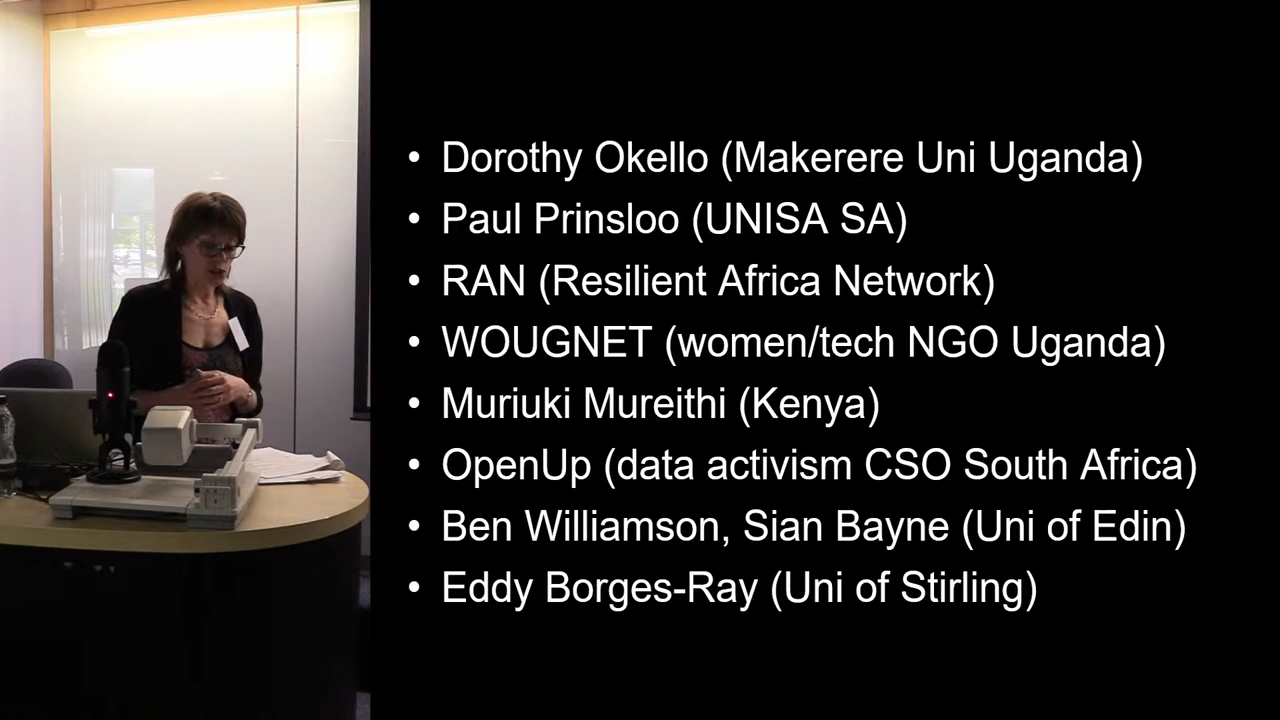 • Dorothy Okello (Makerere Uni Uganda)
• Paul Prinsloo (UNISA SA)
• RAN (Resilient Africa Network)
• WOUGNET (women/tech NGO Uganda)
• Muriuki Mureithi (Kenya)
• OpenUp (data activism CSO South Africa)
• Ben Williamson, Sian Bayne (Uni of Edin)
• Eddy Borges-Ray (Uni of Stirling)